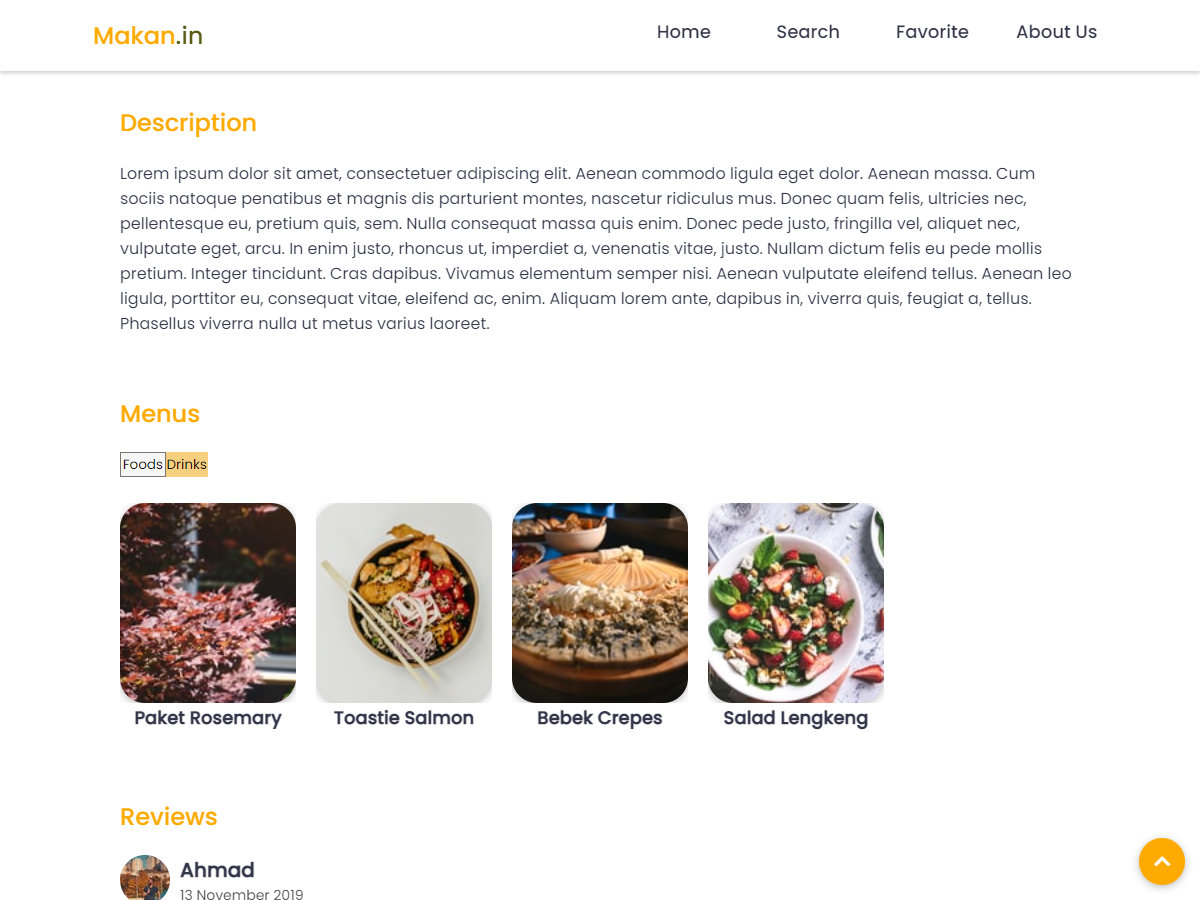 Makan.in
Home Search Favorite About Us
Description
Lorem ipsum dolor sit amet, consectetuer adipiscing elit. Aenean commodo ligula eget dolor. Aenean massa. Cum
sociis natoque penatibus et magnis dis parturient montes, nascetur ridiculus mus. Donec quam felis, ultricies nec,
pellentesque eu, pretium quis, sem. Nulla consequat massa quis enim. Donec pede justo, fringilla vel, aliquet nec,
vulputate eget, arcu. In enim justo, rhoncus ut, imperdiet a, venenatis vitae, justo. Nullam dictum felis eu pede mollis
pretium. Integer tincidunt. Cras dapibus. Vivamus elementum semper nisi. Aenean vulputate eleifend tellus. Aenean leo
ligula, porttitor eu, consequat vitae, eleifend ac, enim. Aliquam lorem ante, dapibus in, viverra quis, feugiat a, tellus.
Phasellus viverra nulla ut metus varius laoreet.
Menus
Foods Drinks
Paket Rosemary Toastie Salmon Bebek Crepes Salad Lengkeng
Reviews
Ahmad
13 November 2019